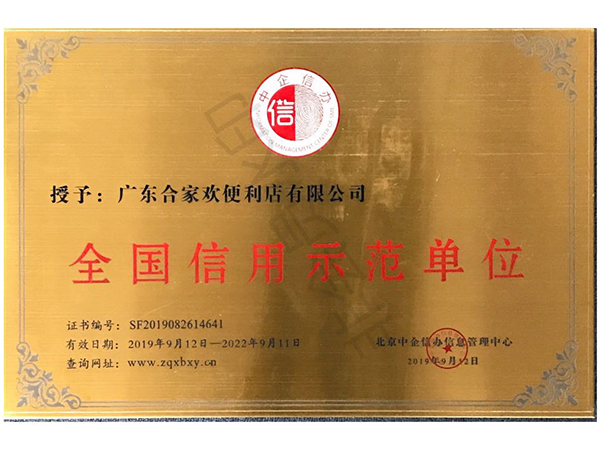 中企信办
信
授予：广东合家欢便利店有限公司
全国信用示范单位
证书编号：SF2019082614641
有效日期：2019年9月12日—2022年9月11日
查询网址：www.zqxbxy.cn
北京中企信办信息管理中心
2019年9月12日